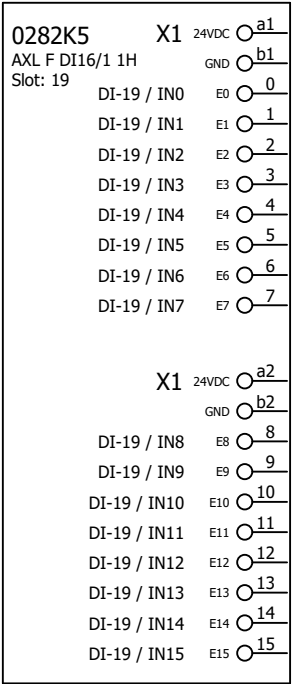 0282K5 X1 24VDC a1
AXL F DI16/1 1H GND b1
Slot: 19
DI-19 / IN0 E0 0
DI-19 / IN1 E1 1
DI-19 / IN2 E2 2
DI-19 / IN3 E3 3
DI-19 / IN4 E4 4
DI-19 / IN5 E5 5
DI-19 / IN6 E6 6
DI-19 / IN7 E7 7
X1 24VDC a2
GND b2
DI-19 / IN8 E8 8
DI-19 / IN9 E9 9
DI-19 / IN10 E10 10
DI-19 / IN11 E11 11
DI-19 / IN12 E12 12
DI-19 / IN13 E13 13
DI-19 / IN14 E14 14
DI-19 / IN15 E15 15